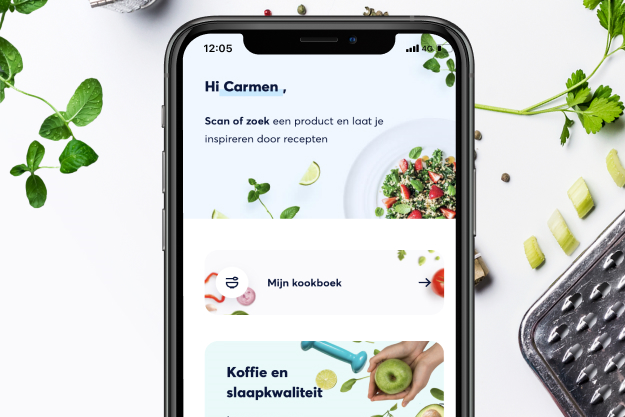 12:05 4G
Hi Carmen ,
Scan of zoek een product en laat je
inspireren door recepten
Mijn kookboek
Koffie en
slaapkwaliteit